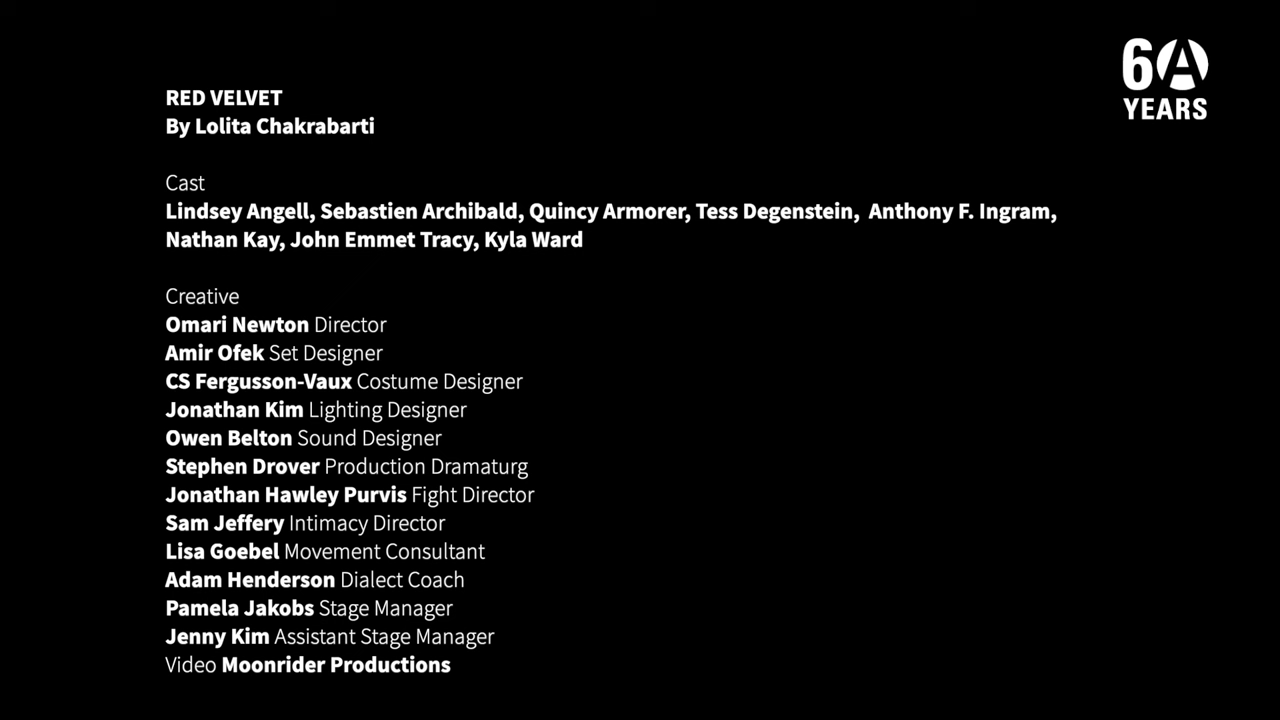 6A
YEARS
RED VELVET
By Lolita Chakrabarti
Cast
Lindsey Angell, Sebastien Archibald, Quincy Armorer, Tess Degenstein, Anthony F. Ingram,
Nathan Kay, John Emmet Tracy, Kyla Ward
Creative
Omari Newton Director
Amir Ofek Set Designer
CS Fergusson-Vaux Costume Designer
Jonathan Kim Lighting Designer
Owen Belton Sound Designer
Stephen Drover Production Dramaturg
Jonathan Hawley Purvis Fight Director
Sam Jeffery Intimacy Director
Lisa Goebel Movement Consultant
Adam Henderson Dialect Coach
Pamela Jakobs Stage Manager
Jenny Kim Assistant Stage Manager
Video Moonrider Productions